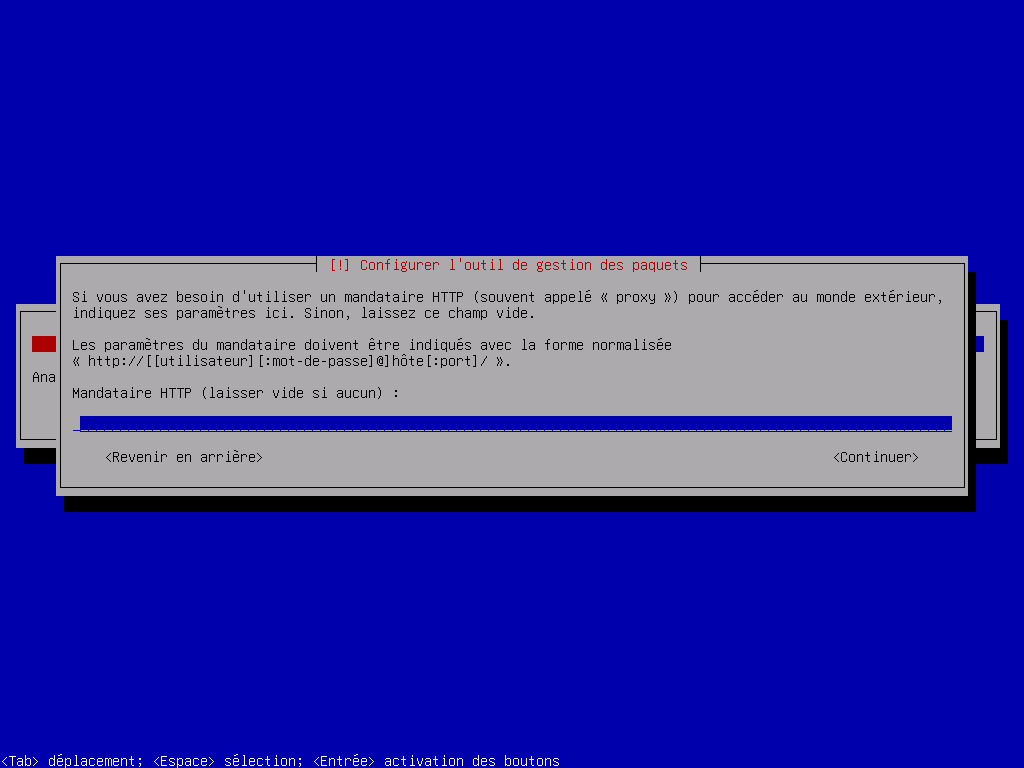 [!] Configurer l'outil de gestion des paquets
Si vous avez besoin d'utiliser un mandataire HTTP (souvent appelé « proxy ») pour accéder au monde extérieur,
indiquez ses paramètres ici. Sinon, laissez ce champ vide.
Les paramètres du mandataire doivent être indiqués avec la forme normalisée
« http://[[utilisateur][:mot-de-passe]@]hôte[:port]/ ».
Ana
Mandataire HTTP (laisser vide si aucun) :
<Revenir en arrière> <Continuer>
<Tab> déplacement; <Espace> sélection; <Entrée> activation des boutons